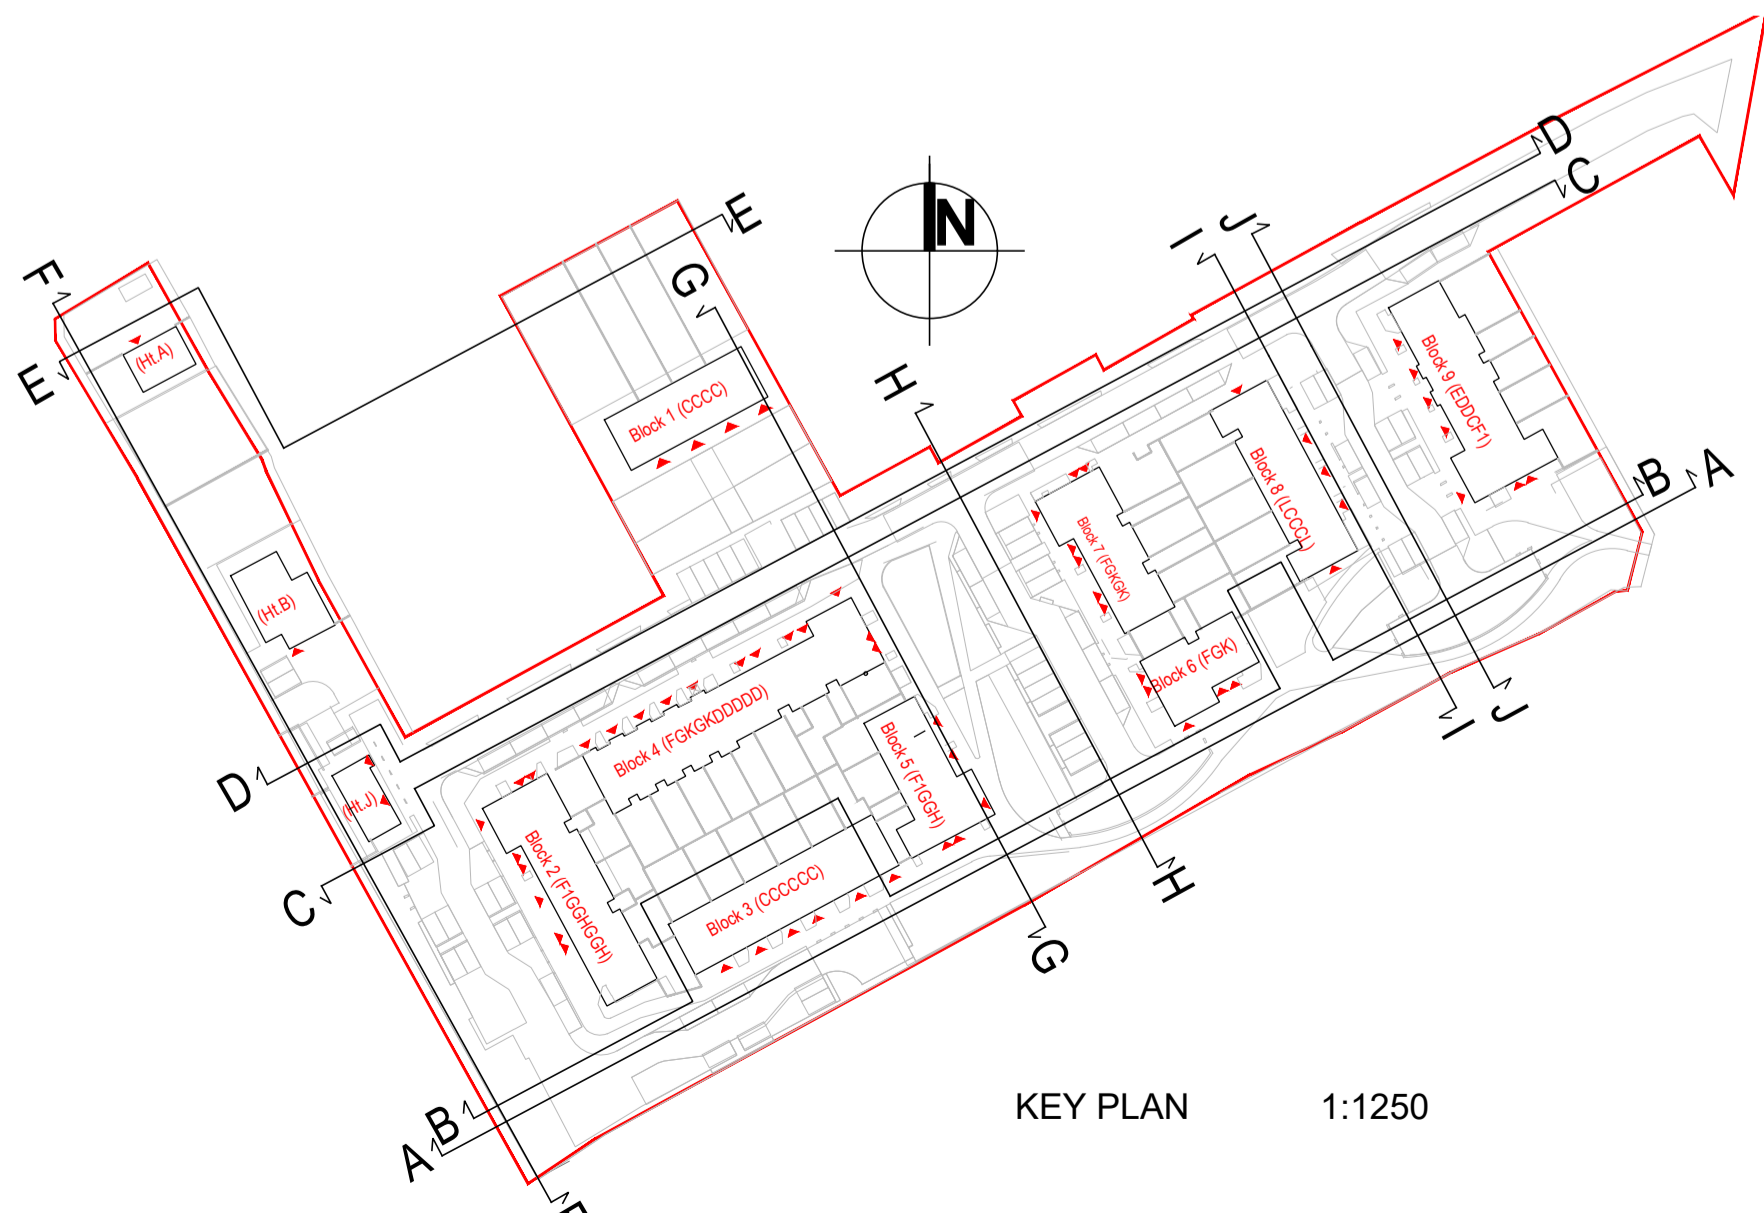 D
C
E
N
J
I
F
G
(Ht.A)
E
H
Block 1 (CCCC)
Block 9 (EDDCF1)
Block 8 (LCCCL)
B
A
Block 7 (FGKGK)
(Ht.B)
Block 6 (FGK)
Block 4 (FGKGKDDDDD)
I
J
D
(Ht.J)
Block 5 (F1GGH)
Block 2 (F1GGHGGH)
Block 3 (CCCCCC)
C
H
G
B
A
KEY PLAN 1:1250